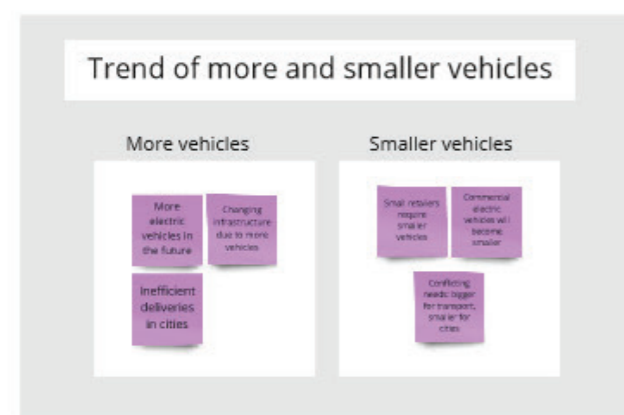 Trend of more and smaller vehicles
More vehicles
More
electric
vehicles in
the future
Changing
infrastructure
due to more
vehicles
Inefficient
deliveries
in cities
Smaller vehicles
Small retailers
require
smaller
vehicles
Commercial
electric
vehicles will
become
smaller
Conflicting
needs: bigger
for transport,
smaller for
cities